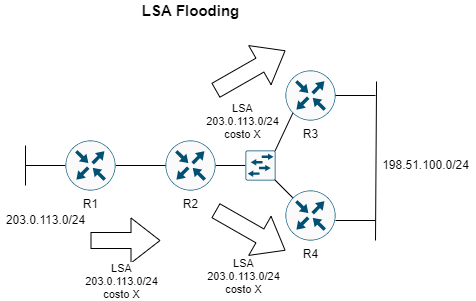 LSA Flooding
LSA
203.0.113.0/24
costo X
R3
198.51.100.0/24
R1
R2
203.0.113.0/24
R4
LSA
203.0.113.0/24
costo X
LSA
203.0.113.0/24
costo X